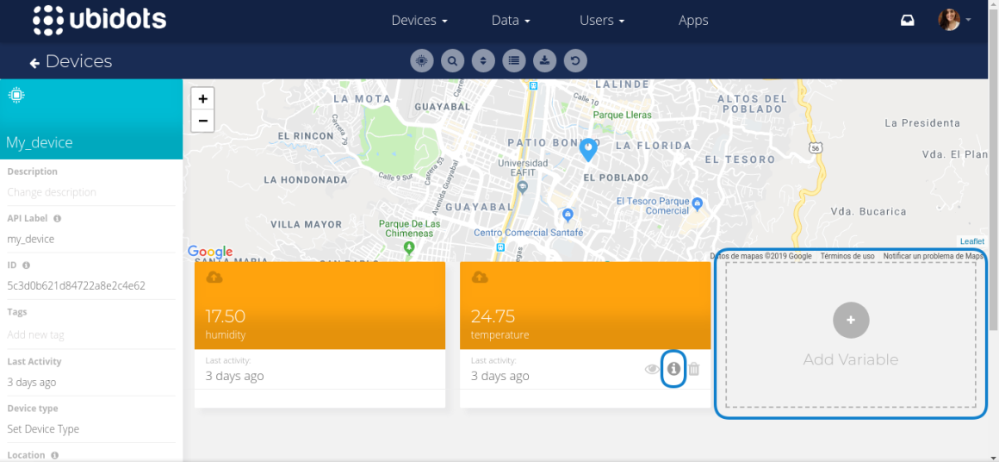 ubidots
Devices
Data
Users
Apps
Devices
My_device
Description
Change description
API Label
my_device
ID
5c3d0b621d84722a8e2c4e62
Tags
Add new tag
Last Activity
3 days ago
Device type
Set Device Type
Location
+
−
LA MOTA
GUAYABAL
Carrera 52
EL RINCON
LA HONDONADA
Calle 9 Sur
Carrera 53
Avenida Guayabal
VILLA MAYOR
GUAYABAL
Parque De Las
Chimeneas
LALINDE
Calle 10
Parque Lleras
PATIO BONITO
LA FLORIDA
Universidad
EAFIT
EL POBLADO
Centro Comercial Santafé
El Tesoro Parque
Comercial
ALTOS DEL
POBLADO
EL TESORO
56
La Presidenta
Vda. El Plan
Vda. Bucarica
Google
SANTA MARIA
Leaflet
Datos de mapas ©2019 Google
Términos de uso
Notificar un problema de Maps
17.50
humidity
Last activity:
3 days ago
24.75
temperature
Last activity:
3 days ago
+
Add Variable